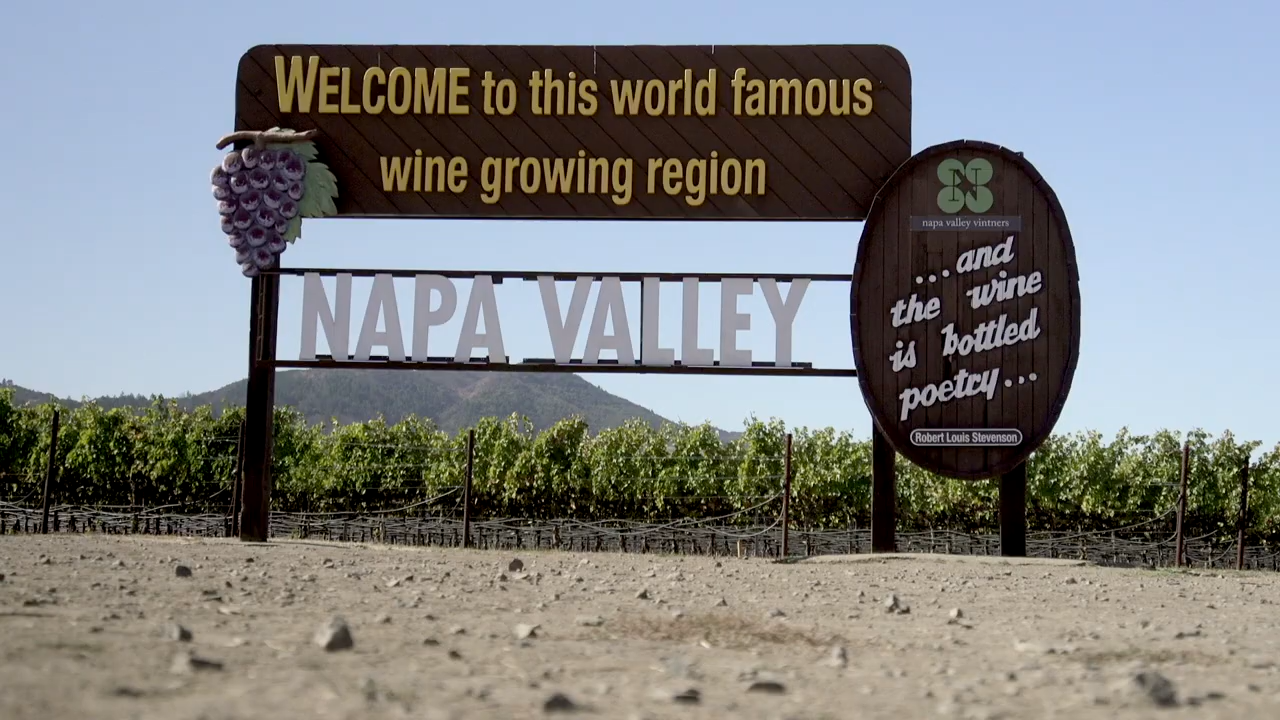 WELCOME to this world famous
wine growing region
NAPA VALLEY
N
napa valley vintners
...and
the wine
is bottled
poetry...
Robert Louis Stevenson